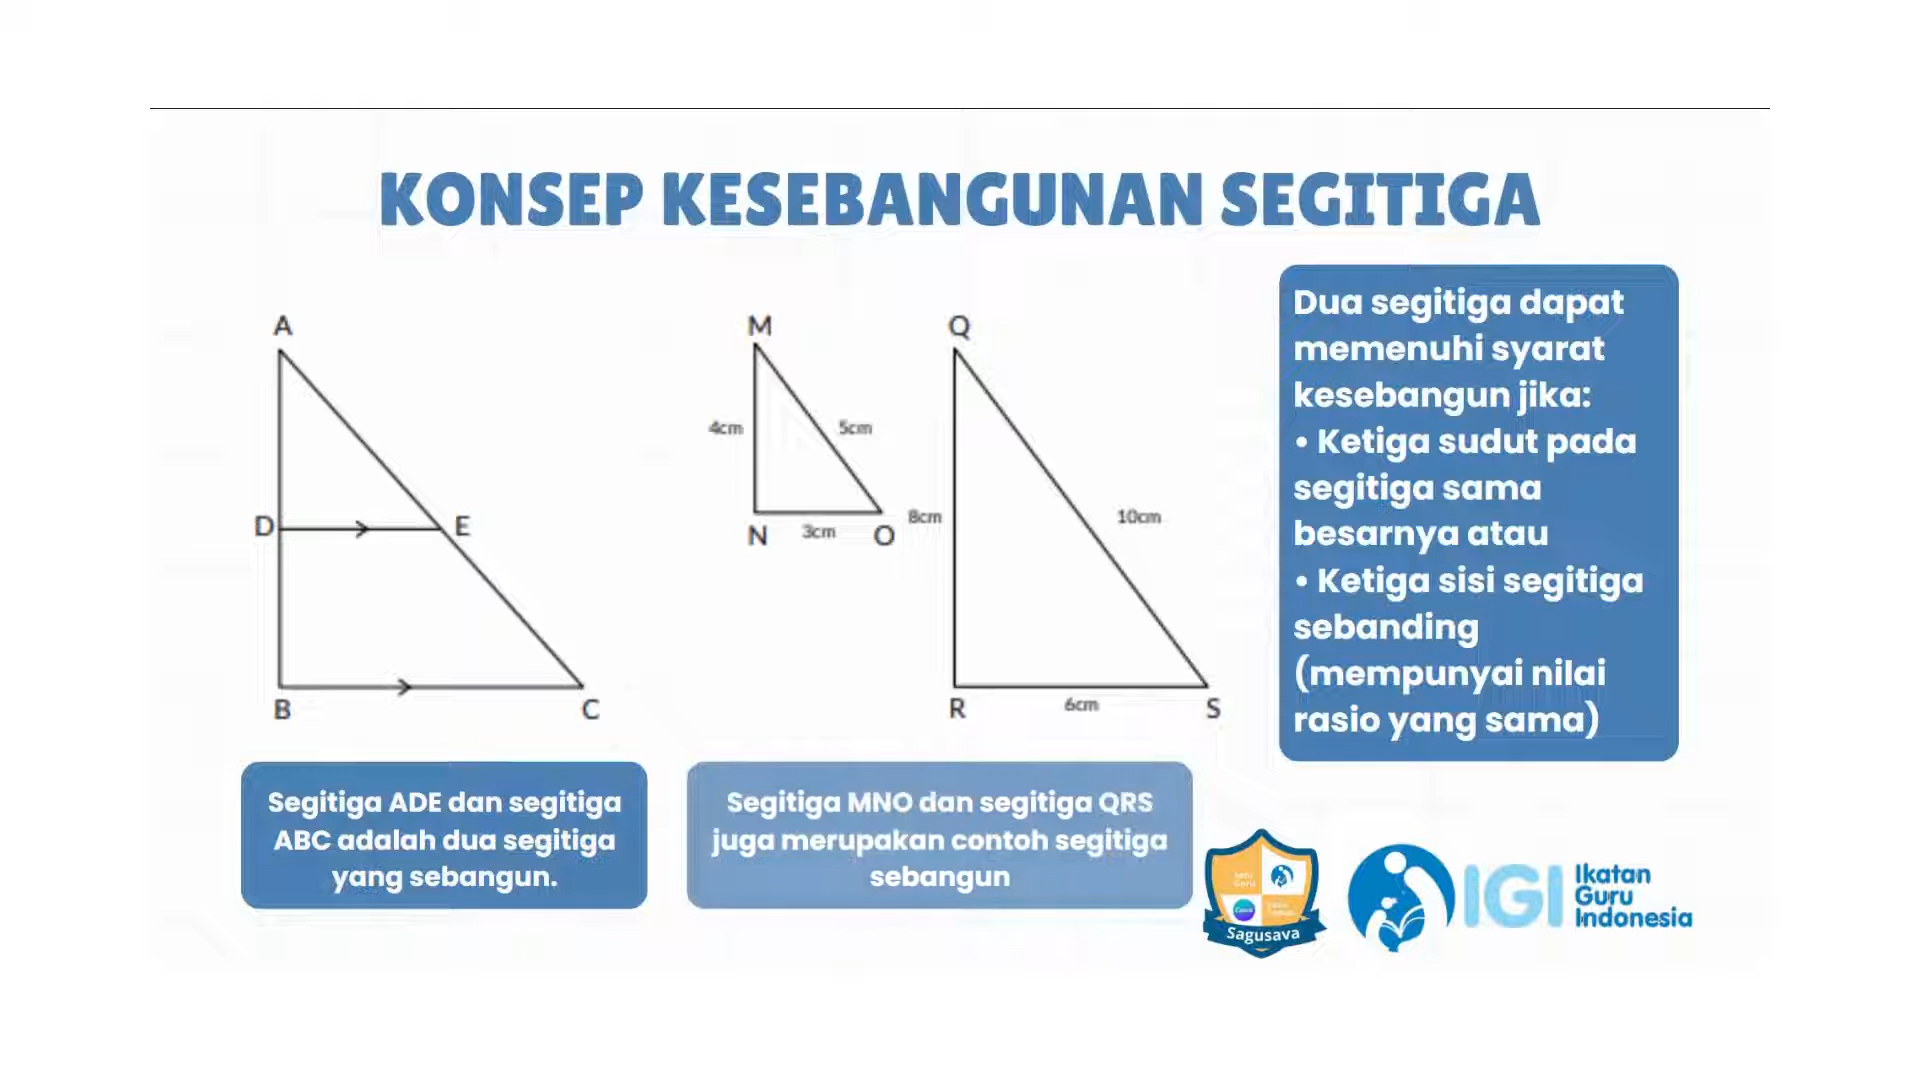 KONSEP KESEBANGUNAN SEGITIGA
A
D
E
B
C
M
4cm
5cm
N
3cm
O
Q
8cm
10cm
R
6cm
S
Dua segitiga dapat
memenuhi syarat
kesebangun jika:
• Ketiga sudut pada
segitiga sama
besarnya atau
• Ketiga sisi segitiga
sebanding
(mempunyai nilai
rasio yang sama)
Segitiga ADE dan segitiga
ABC adalah dua segitiga
yang sebangun.
Segitiga MNO dan segitiga QRS
juga merupakan contoh segitiga
sebangun
Sagusava
IGI
Ikatan
Guru
Indonesia